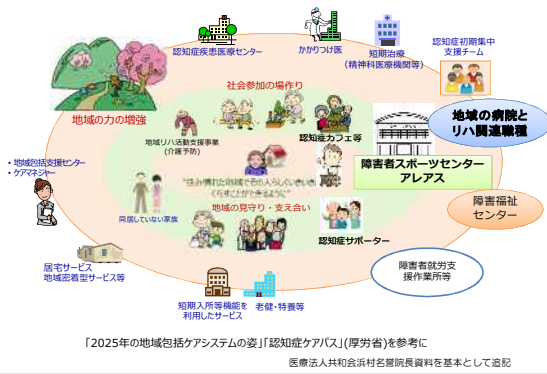 認知症疾患医療センター
かかりつけ医
短期治療
(精神科医療機関等)
認知症初期集中
支援チーム
社会参加の場作り
地域の力の増強
地域の病院と
リハ関連職種
地域リハ活動支援事業
(介護予防)
認知症カフェ等
・地域包括支援センター
・ケアマネジャー
障害者スポーツセンター
アレアス
"住み慣れた地域でその人らしくいきいき
くらすことができるように"
障害福祉
センター
同居していない家族
地域の見守り・支え合い
認知症サポーター
居宅サービス
地域密着型サービス等
障害者就労支
援作業所等
短期入所等機能を
利用したサービス
老健・特養等
「2025年の地域包括ケアシステムの姿」「認知症ケアパス」(厚労省)を参考に
医療法人共和会浜村名誉院長資料を基本として追記